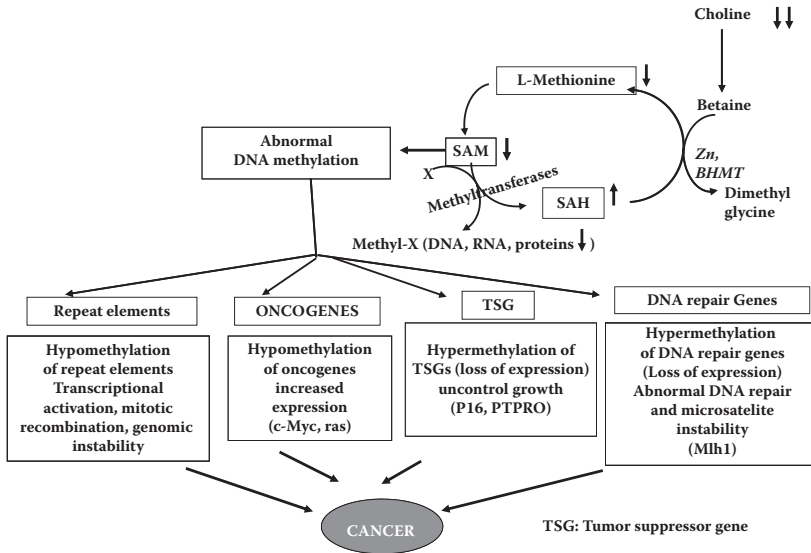 Choline
L-Methionine
Betaine
Abnormal
DNA methylation
SAM
X
Methyltransferases
Zn,
BHMT
SAH
Dimethyl
glycine
Methyl-X (DNA, RNA, proteins )
Repeat elements
ONCOGENES
TSG
DNA repair Genes
Hypomethylation
of repeat elements
Transcriptional
activation, mitotic
recombination, genomic
instability
Hypomethylation
of oncogenes
increased
expression
(c-Myc, ras)
Hypermethylation of
TSGs (loss of expression)
uncontrol growth
(P16, PTPRO)
Hypermethylation
of DNA repair genes
(Loss of expression)
Abnormal DNA repair
and microsatelite
instability
(Mlh1)
CANCER
TSG: Tumor suppressor gene